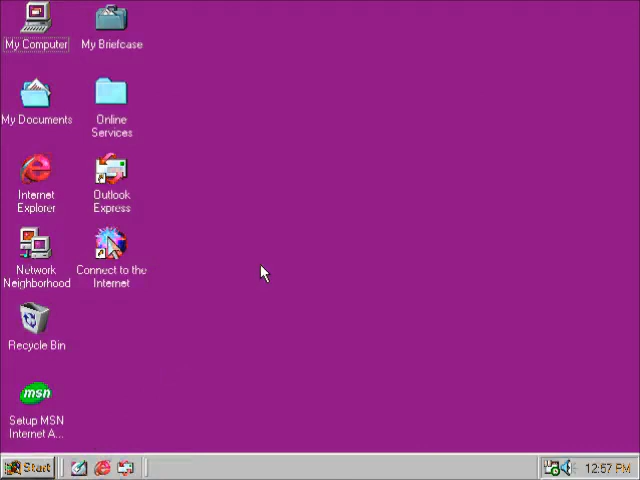 My Computer
My Briefcase
My Documents
Online
Services
Internet
Explorer
Outlook
Express
Network
Neighborhood
Connect to the
Internet
Recycle Bin
msn
Setup MSN
Internet A...
Start
12:57 PM